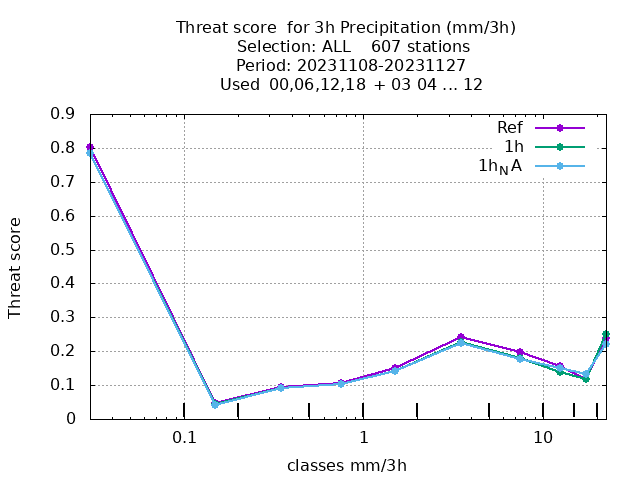 Threat score  for 3h Precipitation (mm/3h)
Selection: ALL    607 stations
Period: 20231108-20231127
Used  00,06,12,18  + 03 04 ... 12
Ref
1h
1h_NA
0.9
0.8
0.7
0.6
0.5
0.4
0.3
0.2
0.1
0
Threat score
0.1 1 10
classes mm/3h